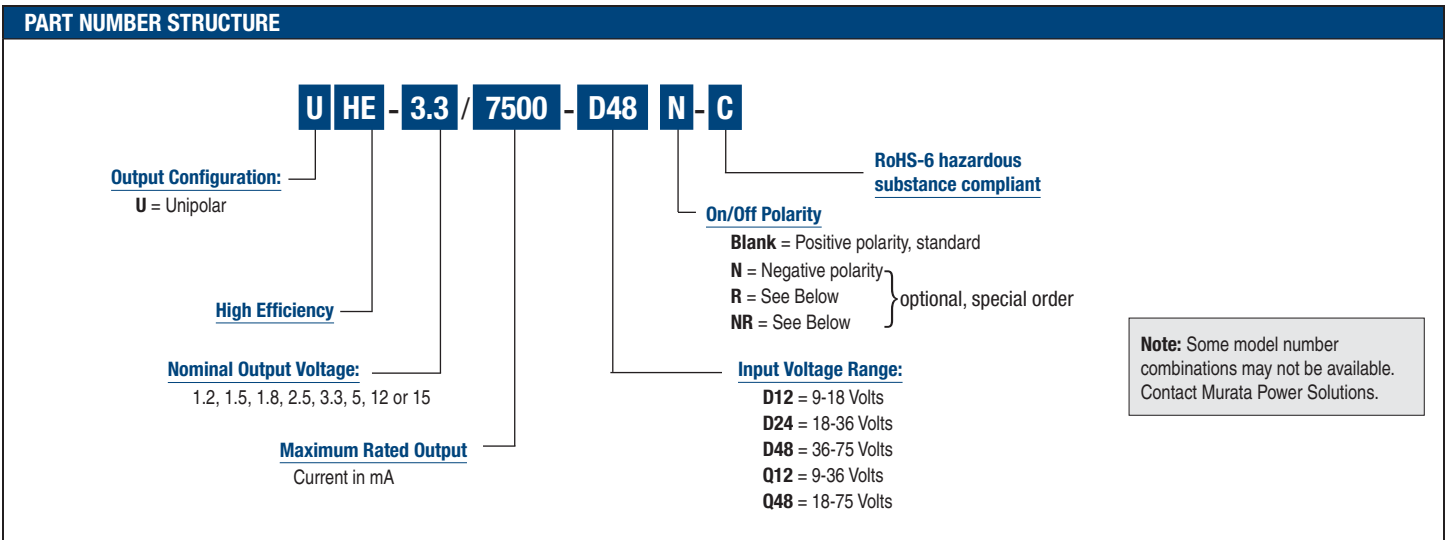 PART NUMBER STRUCTURE
U HE - 3.3 / 7500 - D48 N - C
RoHS-6 hazardous
substance compliant
Output Configuration:
U = Unipolar
On/Off Polarity
Blank = Positive polarity, standard
N = Negative polarity
R = See Below
NR = See Below
optional, special order
High Efficiency
Note: Some model number
combinations may not be available.
Contact Murata Power Solutions.
Nominal Output Voltage:
1.2, 1.5, 1.8, 2.5, 3.3, 5, 12 or 15
Input Voltage Range:
D12 = 9-18 Volts
D24 = 18-36 Volts
D48 = 36-75 Volts
Q12 = 9-36 Volts
Q48 = 18-75 Volts
Maximum Rated Output
Current in mA